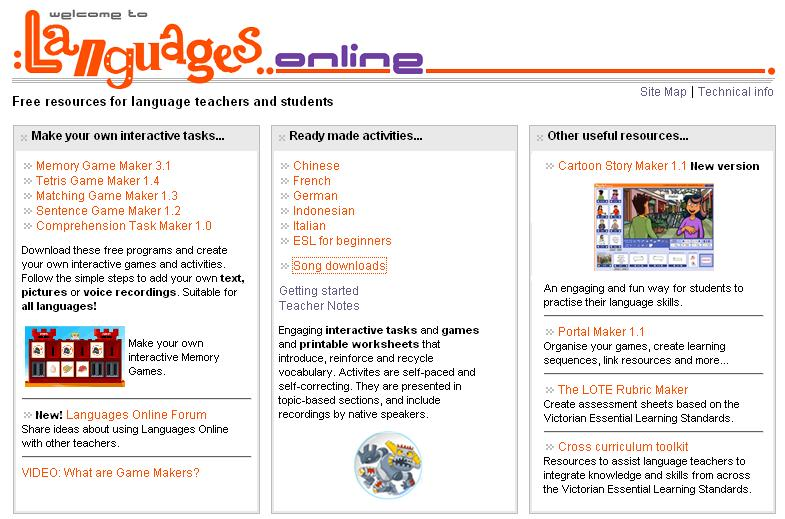 welcome to
Languages online
Site Map | Technical info
Free resources for language teachers and students
Make your own interactive tasks...
Memory Game Maker 3.1
Tetris Game Maker 1.4
Matching Game Maker 1.3
Sentence Game Maker 1.2
Comprehension Task Maker 1.0
Download these free programs and create
your own interactive games and activities.
Follow the simple steps to add your own text,
pictures or voice recordings. Suitable for
all languages!
Make your own
interactive Memory
Games.
New! Languages Online Forum
Share ideas about using Languages Online
with other teachers.
VIDEO: What are Game Makers?
Ready made activities...
Chinese
French
German
Indonesian
Italian
ESL for beginners
Song downloads
Getting started
Teacher Notes
Engaging interactive tasks and games
and printable worksheets that
introduce, reinforce and recycle
vocabulary. Activites are self-paced and
self-correcting. They are presented in
topic-based sections, and include
recordings by native speakers.
Other useful resources...
Cartoon Story Maker 1.1 New version
An engaging and fun way for students to
practise their language skills.
Portal Maker 1.1
Organise your games, create learning
sequences, link resources and more...
The LOTE Rubric Maker
Create assessment sheets based on the
Victorian Essential Learning Standards.
Cross curriculum toolkit
Resources to assist language teachers to
integrate knowledge and skills from across
the Victorian Essential Learning Standards.